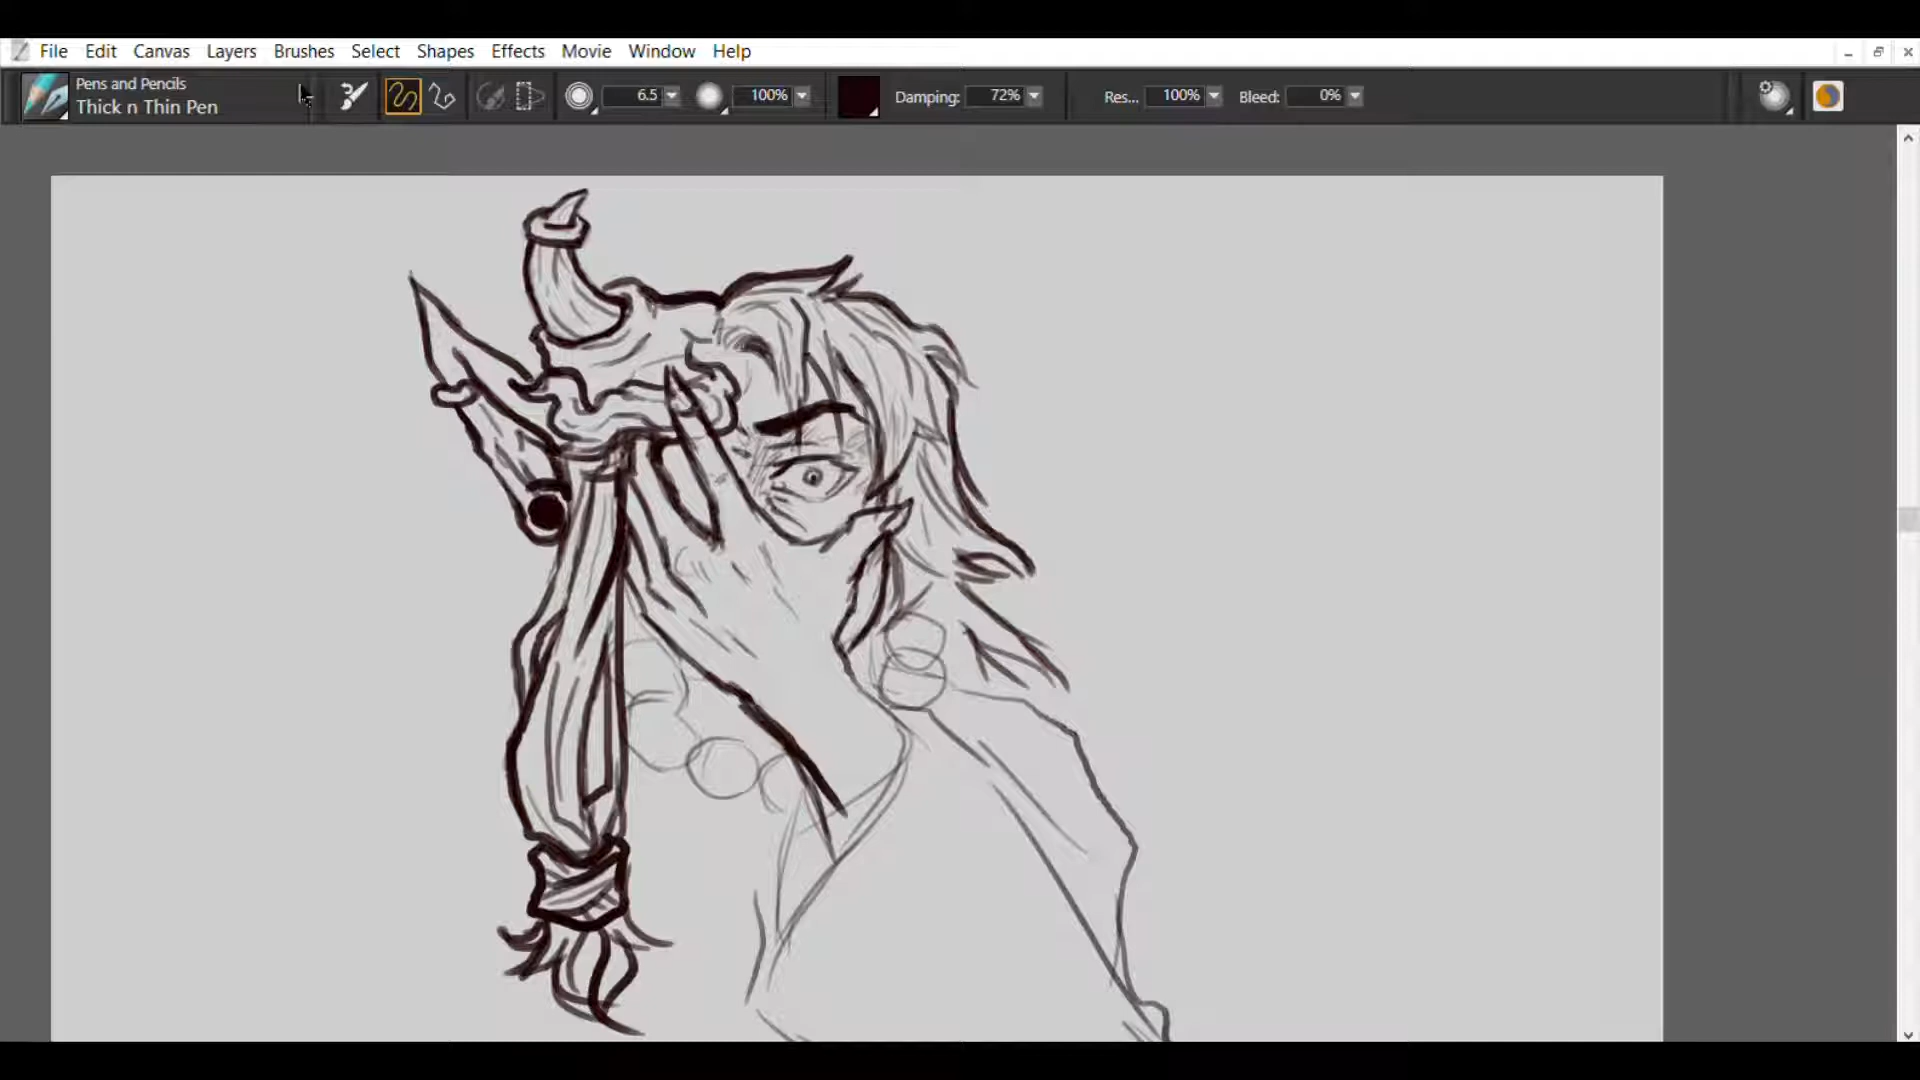 File Edit Canvas Layers Brushes Select Shapes Effects Movie Window Help
Pens and Pencils
Thick n Thin Pen
6.5 100% Damping: 72% Res... 100% Bleed: 0%